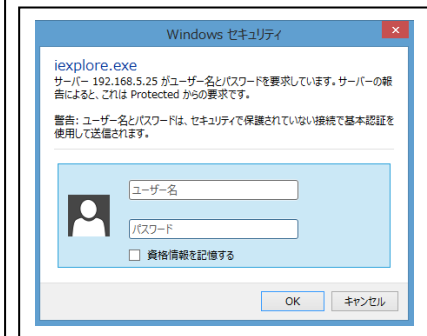 Windows セキュリティ
iexplore.exe
サーバー 192.168.5.25 がユーザー名とパスワードを要求しています。サーバーの報
告によると、これは Protected からの要求です。
警告: ユーザー名とパスワードは、セキュリティで保護されていない接続で基本認証を
使用して送信されます。
ユーザー名
パスワード
資格情報を記憶する
OK
キャンセル